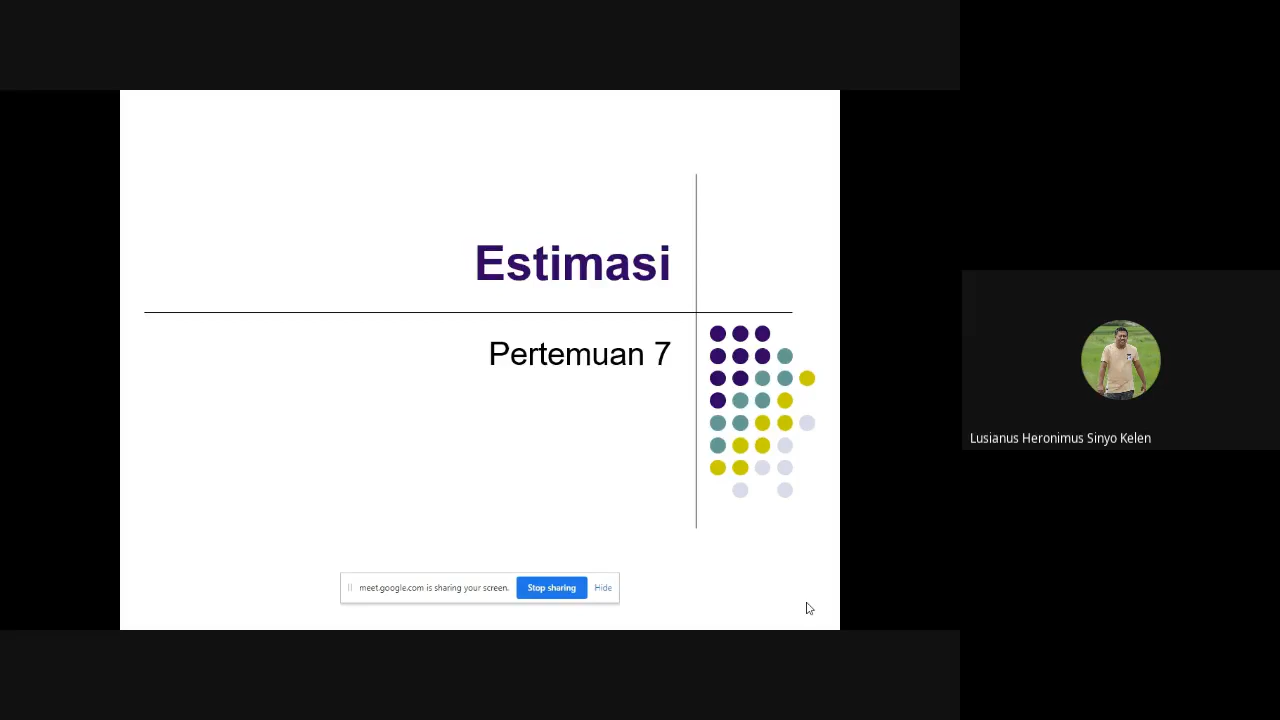 Estimasi
Pertemuan 7
meet.google.com is sharing your screen.
Stop sharing
Hide
Lusianus Heronimus Sinyo Kelen